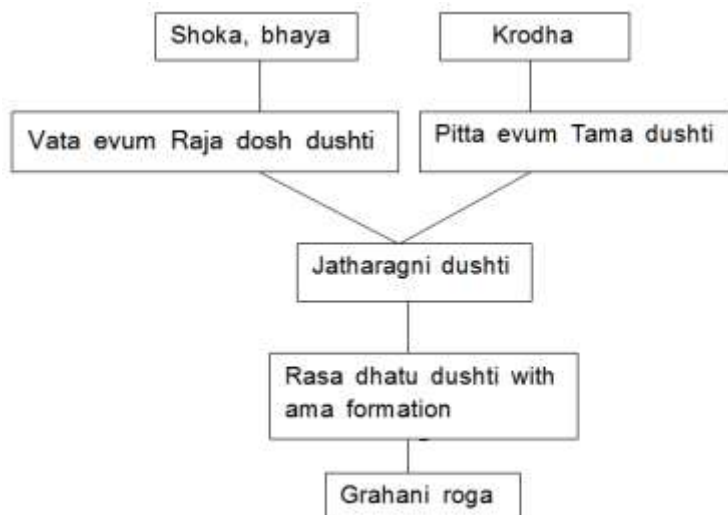 Shoka, bhaya
Krodha
Vata evum Raja dosh dushti
Pitta evum Tama dushti
Jatharagni dushti
Rasa dhatu dushti with
ama formation
Grahani roga